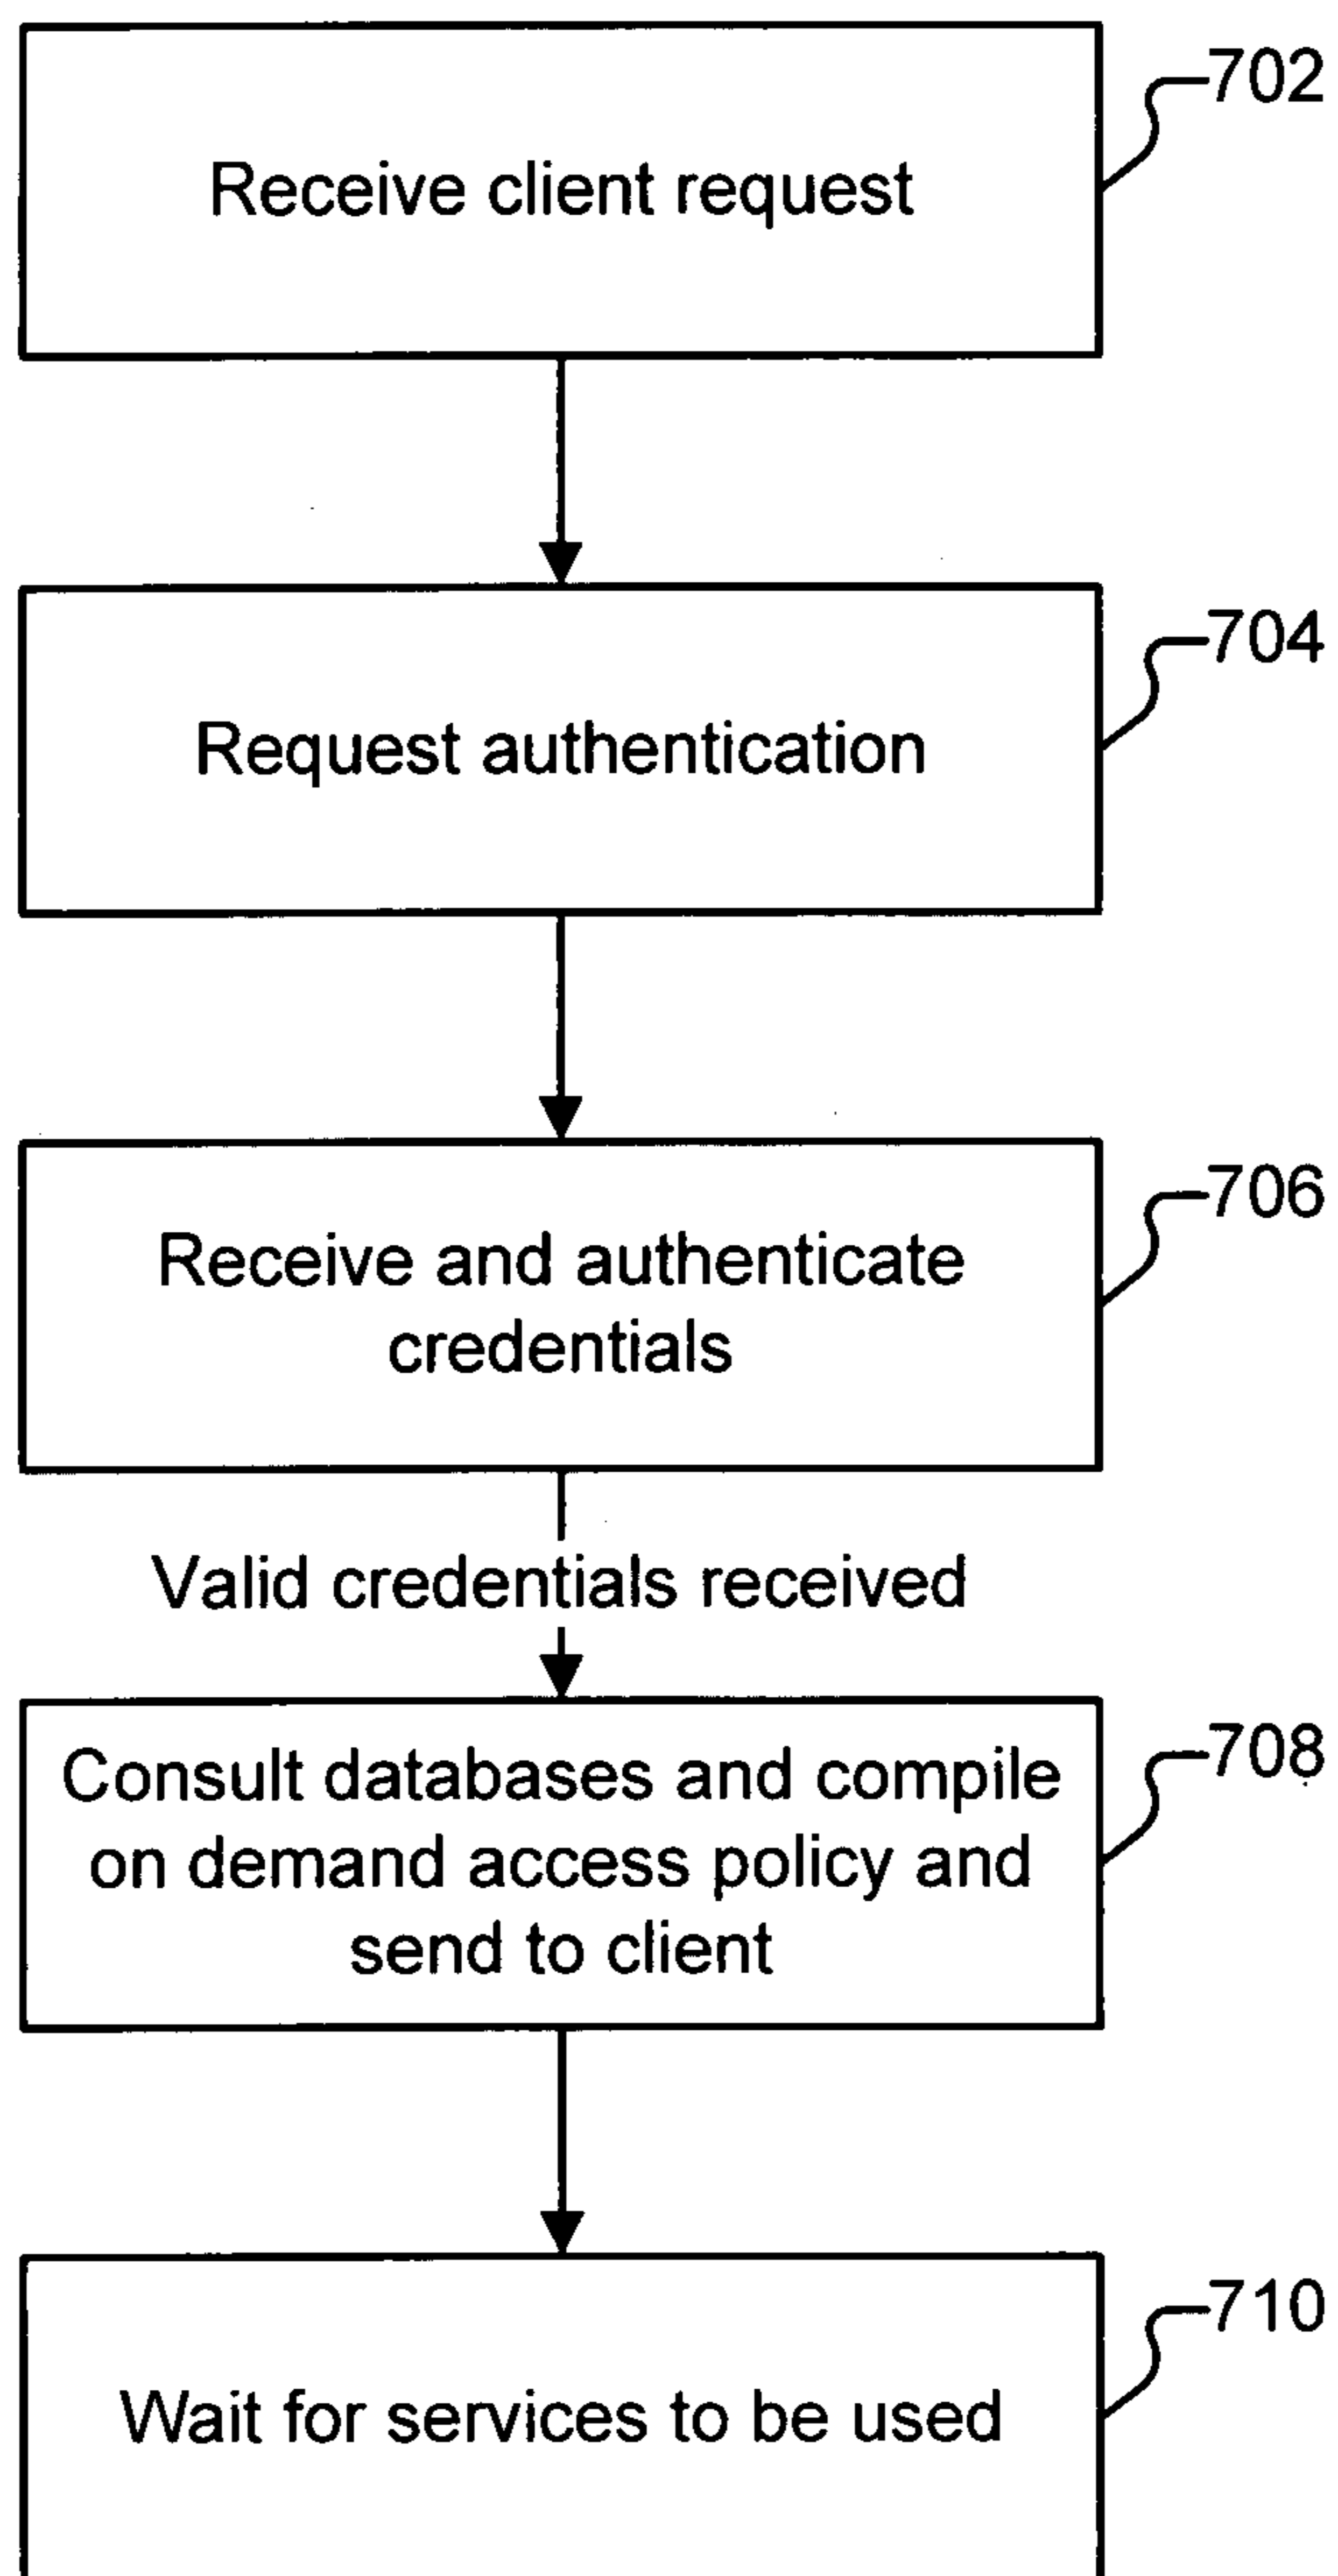 702
Receive client request
704
Request authentication
706
Receive and authenticate
credentials
Valid credentials received
708
Consult databases and compile
on demand access policy and
send to client
710
Wait for services to be used